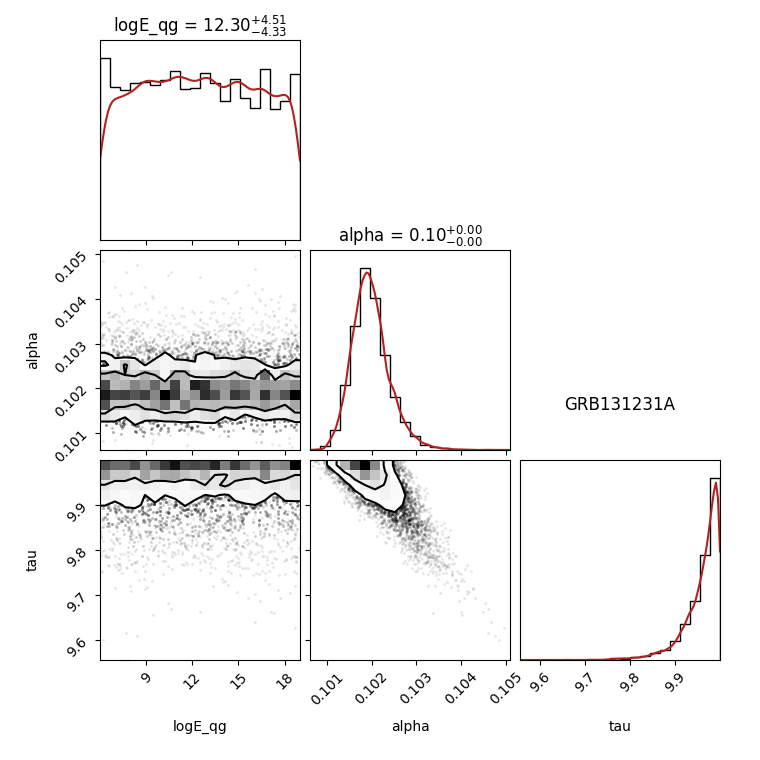 logE_qg = 12.30+4.51−4.33
alpha = 0.10+0.00−0.00
0.105
0.104
0.103
0.102
0.101
alpha
GRB131231A
9.9
9.8
9.7
9.6
tau
9 12 15 18
0.101 0.102 0.103 0.104 0.105
9.6 9.7 9.8 9.9
logE_qg alpha tau